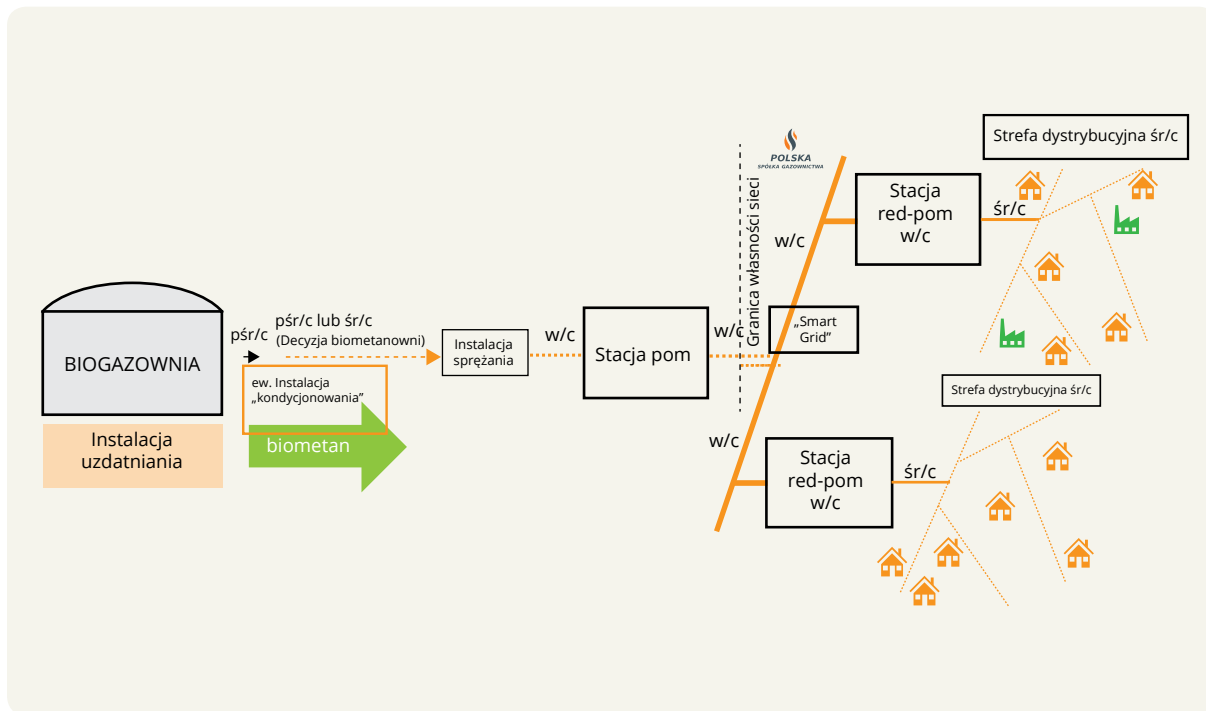 BIOGAZOWNIA
Instalacja
uzdatniania
pśr/c
pśr/c lub śr/c
(Decyzja biometanowni)
ew. Instalacja
„kondycjonowania”
biometan
Instalacja
sprężania
w/c
Stacja pom
w/c
Granica własności sieci
POLSKA
SPÓŁKA GAZOWNICTWA
w/c
„Smart
Grid”
w/c
Stacja
red-pom
w/c
śr/c
Strefa dystrybucyjna śr/c
Stacja
red-pom
w/c
śr/c
Strefa dystrybucyjna śr/c